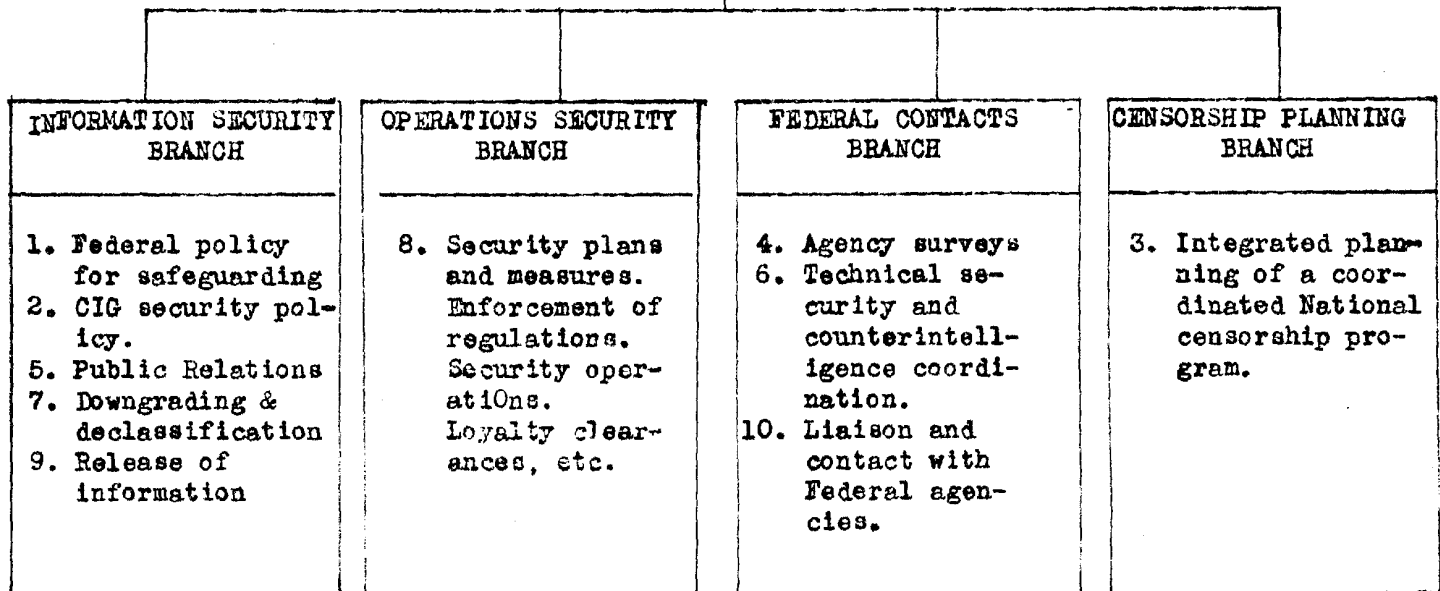 INFORMATION SECURITY
BRANCH
1. Federal policy
for safeguarding
2. CIG security pol-
icy.
5. Public Relations
7. Downgrading &
declassification
9. Release of
information
OPERATIONS SECURITY
BRANCH
8. Security plans
and measures.
Enforcement of
regulations.
Security oper-
atiOns.
Loyalty clear-
ances, etc.
FEDERAL CONTACTS
BRANCH
4. Agency surveys
6. Technical se-
curity and
counterintell-
igence coordi-
nation.
10. Liaison and
contact with
Federal agen-
cies.
CENSORSHIP PLANNING
BRANCH
3. Integrated plan-
ning of a coor-
dinated National
censorship pro-
gram.